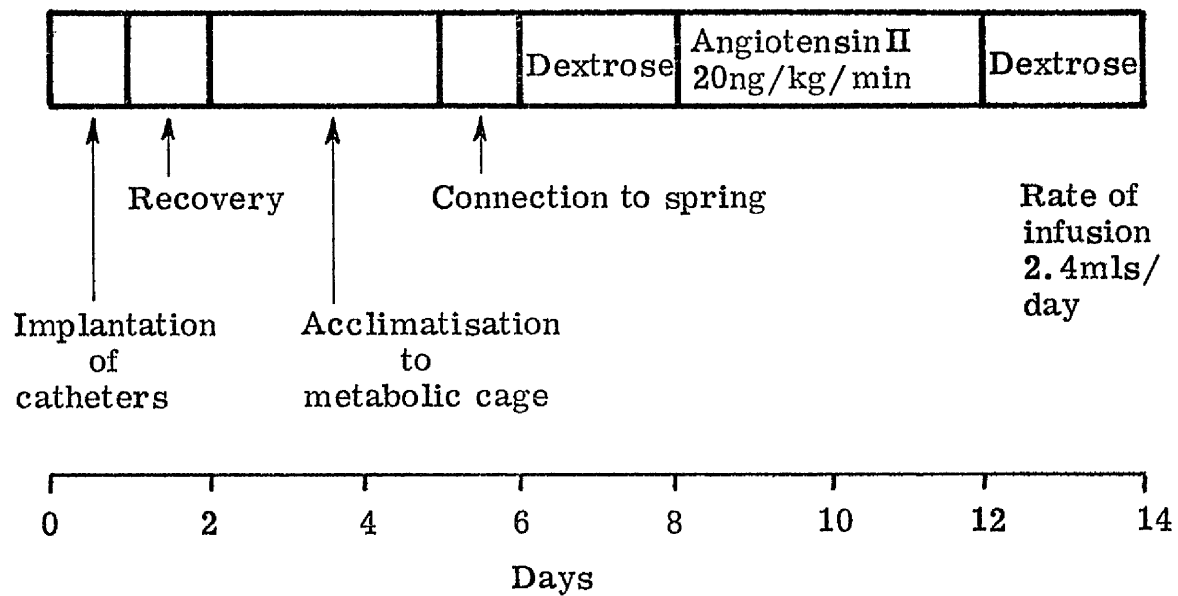 Dextrose
Angiotensin II
20ng/kg/min
Dextrose
Recovery
Connection to spring
Rate of
infusion
2.4mls/
day
Implantation
of
catheters
Acclimatisation
to
metabolic cage
0 2 4 6 8 10 12 14
Days